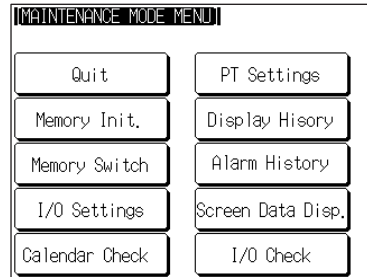 [MAINTENANCE MODE MENU]
Quit
PT Settings
Memory Init.
Display Hisory
Memory Switch
Alarm History
I/O Settings
Screen Data Disp.
Calendar Check
I/O Check